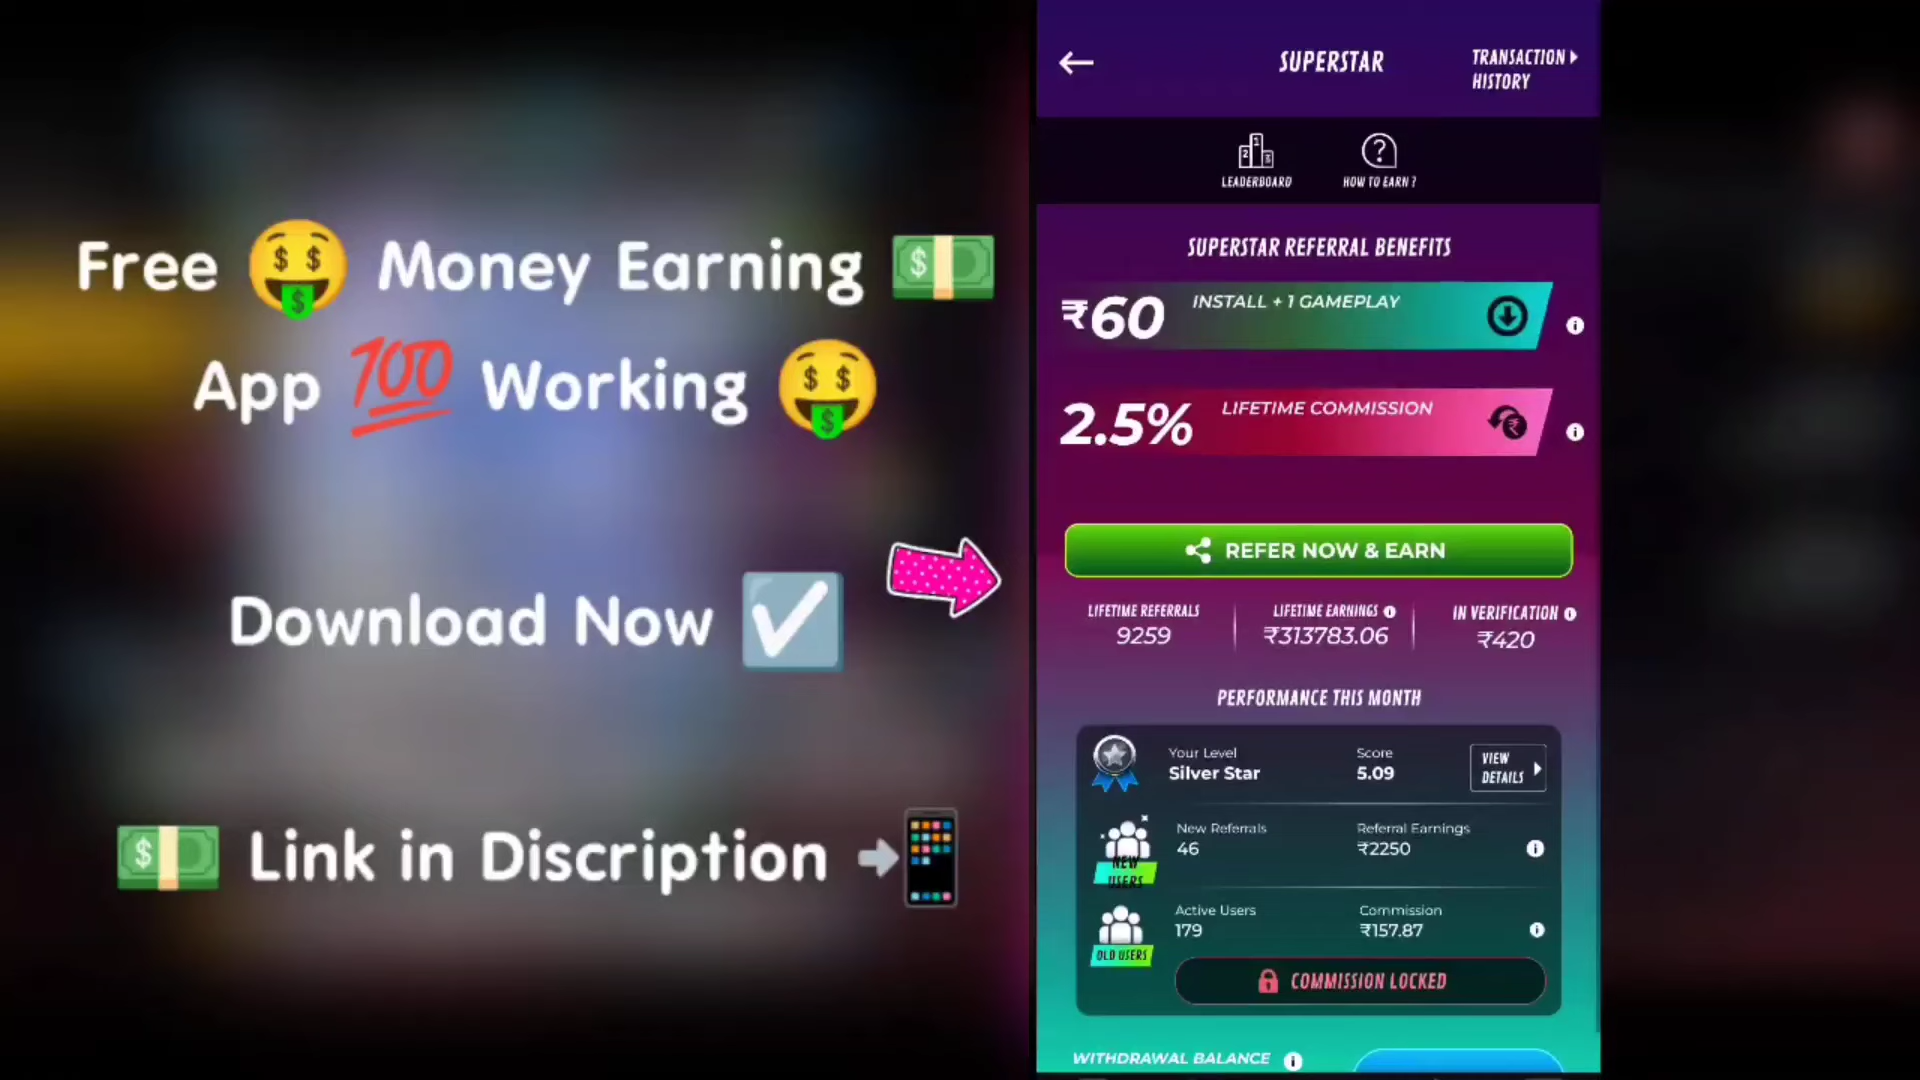 Free 🤑 Money Earning 💵
App 💯 Working 🤑
Download Now ☑️
💵 Link in Discription ➡📱
SUPERSTAR
TRANSACTION
HISTORY
LEADERBOARD
HOW TO EARN ?
SUPERSTAR REFERRAL BENEFITS
₹60 INSTALL + 1 GAMEPLAY
2.5% LIFETIME COMMISSION
REFER NOW & EARN
LIFETIME REFERRALS
9259
LIFETIME EARNINGS
₹313783.06
IN VERIFICATION
₹420
PERFORMANCE THIS MONTH
Your Level
Silver Star
Score
5.09
VIEW
DETAILS
NEW
USERS
New Referrals
46
Referral Earnings
₹2250
OLD USERS
Active Users
179
Commission
₹157.87
COMMISSION LOCKED
WITHDRAWAL BALANCE